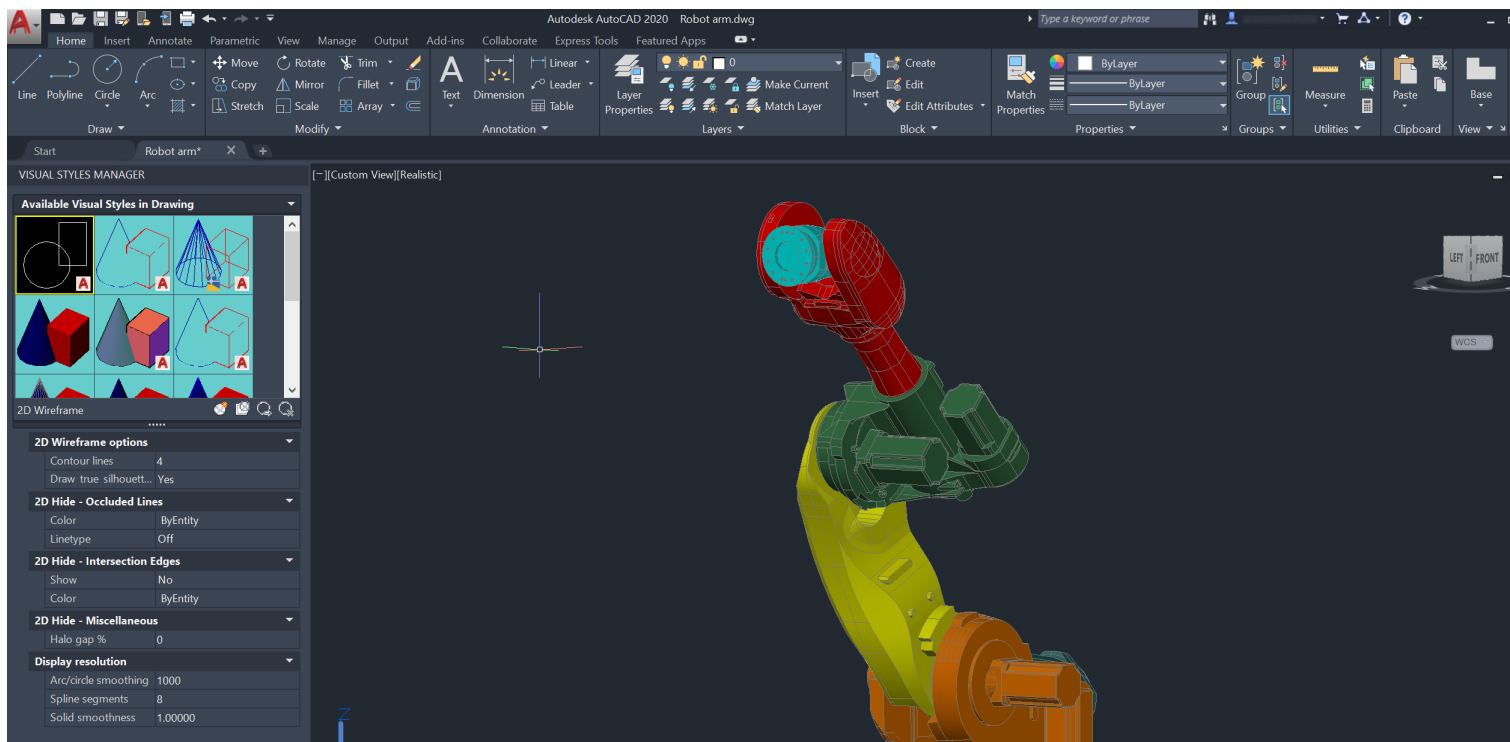 Autodesk AutoCAD 2020 Robot arm.dwg
Type a keyword or phrase
Home Insert Annotate Parametric View Manage Output Add-ins Collaborate Express Tools Featured Apps
Move Rotate Trim Linear 0 Create ByLayer
Copy Mirror Fillet Leader Make Current Edit ByLayer
Stretch Scale Array Table Match Layer Edit Attributes ByLayer
Line Polyline Circle Arc Text Dimension Layer Properties Insert Match Properties Group Measure Paste Base
Draw Modify Annotation Layers Block Properties Groups Utilities Clipboard View
Start Robot arm*
VISUAL STYLES MANAGER
[−][Custom View][Realistic]
Available Visual Styles in Drawing
2D Wireframe
2D Wireframe options
Contour lines 4
Draw true silhouett... Yes
2D Hide - Occluded Lines
Color ByEntity
Linetype Off
2D Hide - Intersection Edges
Show No
Color ByEntity
2D Hide - Miscellaneous
Halo gap % 0
Display resolution
Arc/circle smoothing 1000
Spline segments 8
Solid smoothness 1.00000
LEFT FRONT
WCS
Z